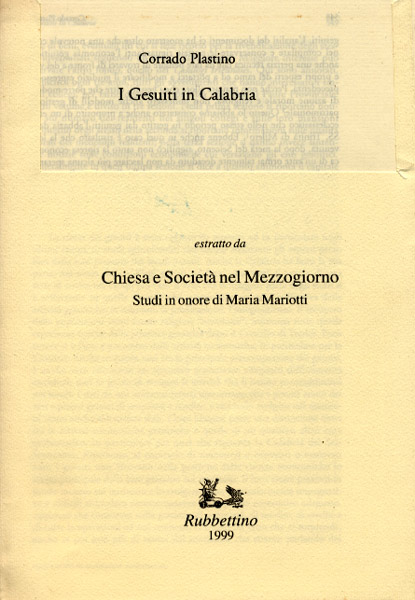 Corrado Plastino
I Gesuiti in Calabria
estratto da
Chiesa e Società nel Mezzogiorno
Studi in onore di Maria Mariotti
Rubbettino
1999